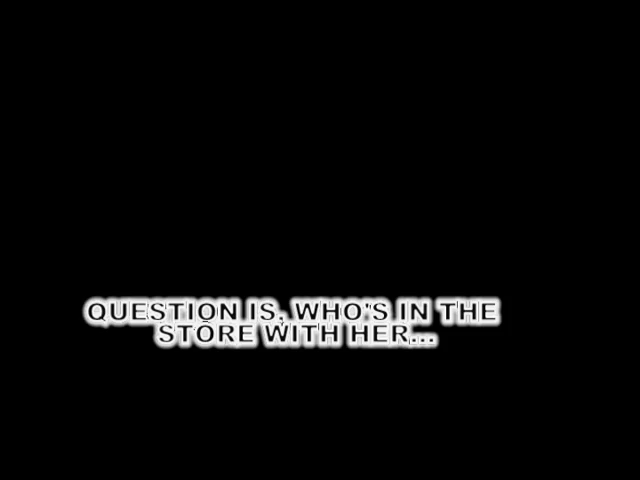 QUESTION IS, WHO'S IN THE
STORE WITH HER...